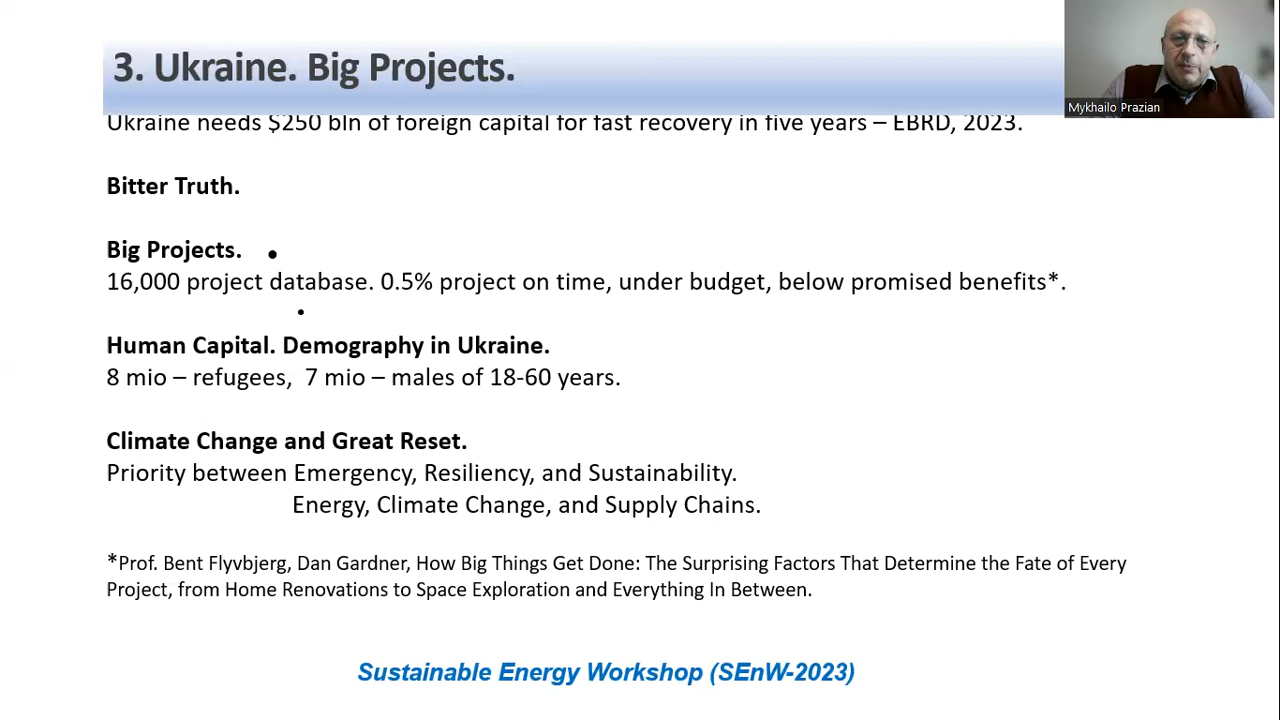 3. Ukraine. Big Projects.
Mykhailo Prazian
Ukraine needs $250 bln of foreign capital for fast recovery in five years – EBRD, 2023.
Bitter Truth.
Big Projects. •
16,000 project database. 0.5% project on time, under budget, below promised benefits*.
•
Human Capital. Demography in Ukraine.
8 mio – refugees, 7 mio – males of 18-60 years.
Climate Change and Great Reset.
Priority between Emergency, Resiliency, and Sustainability.
Energy, Climate Change, and Supply Chains.
*Prof. Bent Flyvbjerg, Dan Gardner, How Big Things Get Done: The Surprising Factors That Determine the Fate of Every
Project, from Home Renovations to Space Exploration and Everything In Between.
Sustainable Energy Workshop (SEnW-2023)